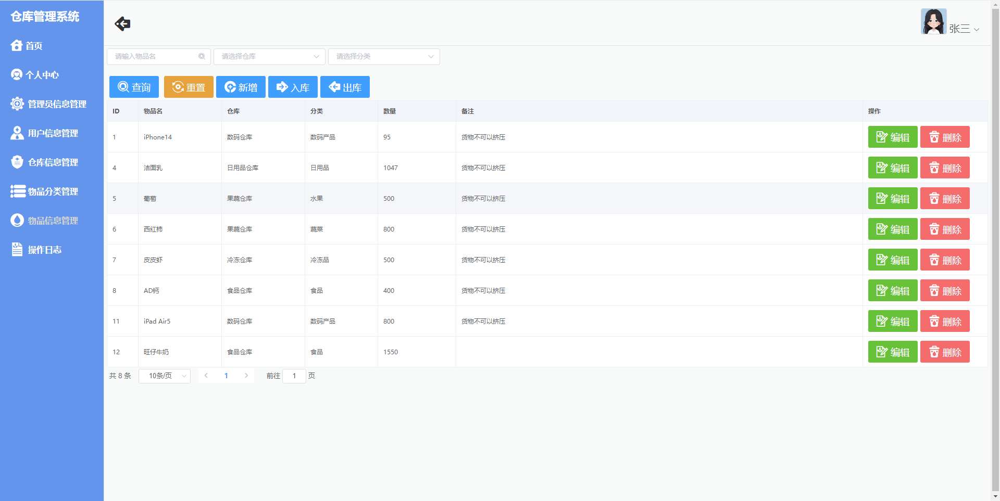 仓库管理系统
首页
个人中心
管理员信息管理
用户信息管理
仓库信息管理
物品分类管理
物品信息管理
操作日志
张三
请输入物品名 请选择仓库 请选择分类
查询 重置 新增 入库 出库
ID 物品名 仓库 分类 数量 备注 操作
1 iPhone14 数码仓库 数码产品 95 货物不可以挤压 编辑 删除
4 洁面乳 日用品仓库 日用品 1047 货物不可以挤压 编辑 删除
5 葡萄 果蔬仓库 水果 500 货物不可以挤压 编辑 删除
6 西红柿 果蔬仓库 蔬菜 800 货物不可以挤压 编辑 删除
7 皮皮虾 冷冻仓库 冷冻品 500 货物不可以挤压 编辑 删除
8 AD钙 食品仓库 食品 400 货物不可以挤压 编辑 删除
11 iPad Air5 数码仓库 数码产品 800 货物不可以挤压 编辑 删除
12 旺仔牛奶 食品仓库 食品 1550 编辑 删除
共 8 条 10条/页 1 前往 1 页